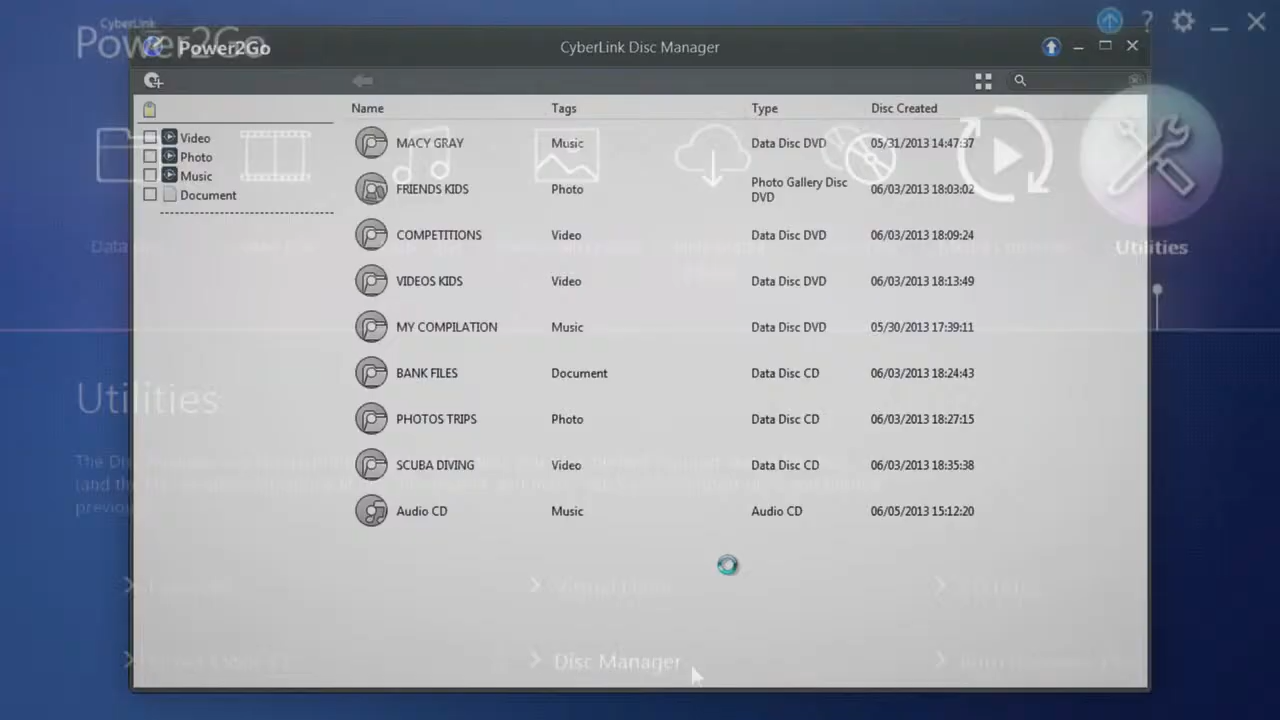 CyberLink
Power2Go
Power2Go
CyberLink Disc Manager
Name Tags Type Disc Created
Video
Photo
Music
Document
MACY GRAY Music Data Disc DVD 05/31/2013 14:47:37
FRIENDS KIDS Photo Photo Gallery Disc DVD 06/03/2013 18:03:02
COMPETITIONS Video Data Disc DVD 06/03/2013 18:09:24
VIDEOS KIDS Video Data Disc DVD 06/03/2013 18:13:49
MY COMPILATION Music Data Disc DVD 05/30/2013 17:39:11
BANK FILES Document Data Disc CD 06/03/2013 18:24:43
PHOTOS TRIPS Photo Data Disc CD 06/03/2013 18:27:15
SCUBA DIVING Video Data Disc CD 06/03/2013 18:35:38
Audio CD Music Audio CD 06/05/2013 15:12:20
Utilities
Utilities
Disc Manager